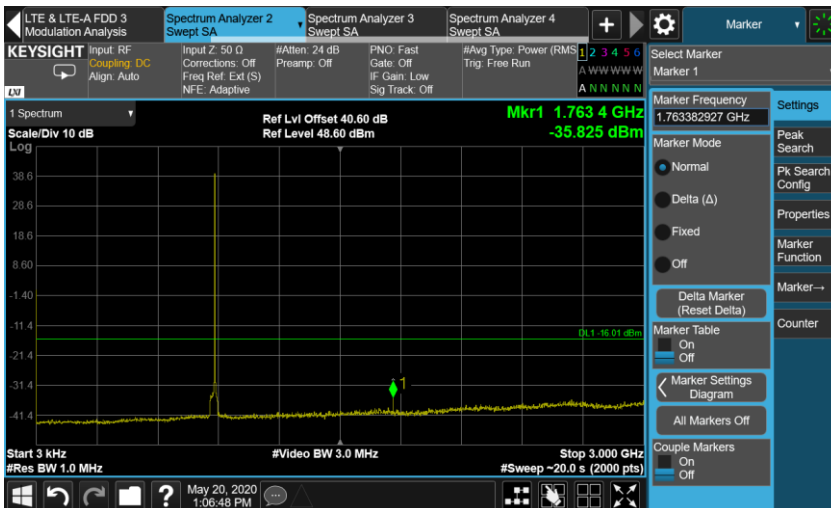 LTE & LTE-A FDD 3
Modulation Analysis
Spectrum Analyzer 2
Swept SA
Spectrum Analyzer 3
Swept SA
Spectrum Analyzer 4
Swept SA
+
Marker
KEYSIGHT
Input: RF
Coupling: DC
Align: Auto
LXI
Input Z: 50 Ω
Corrections: Off
Freq Ref: Ext (S)
NFE: Adaptive
#Atten: 24 dB
Preamp: Off
PNO: Fast
Gate: Off
IF Gain: Low
Sig Track: Off
#Avg Type: Power (RMS
Trig: Free Run
1 2 3 4 5 6
A W W W W W
A N N N N N
Select Marker
Marker 1
1 Spectrum
Scale/Div 10 dB
Log
Ref Lvl Offset 40.60 dB
Ref Level 48.60 dBm
Mkr1 1.763 4 GHz
-35.825 dBm
38.6
28.6
18.6
8.60
-1.40
-11.4
-21.4
-31.4
-41.4
DL1 -16.01 dBm
1
Start 3 kHz
#Res BW 1.0 MHz
#Video BW 3.0 MHz
Stop 3.000 GHz
#Sweep ~20.0 s (2000 pts)
Marker Frequency
1.763382927 GHz
Marker Mode
Normal
Delta (Δ)
Fixed
Off
Delta Marker
(Reset Delta)
Marker Table
On
Off
Marker Settings
Diagram
All Markers Off
Couple Markers
On
Off
Settings
Peak
Search
Pk Search
Config
Properties
Marker
Function
Marker→
Counter
?
May 20, 2020
1:06:48 PM